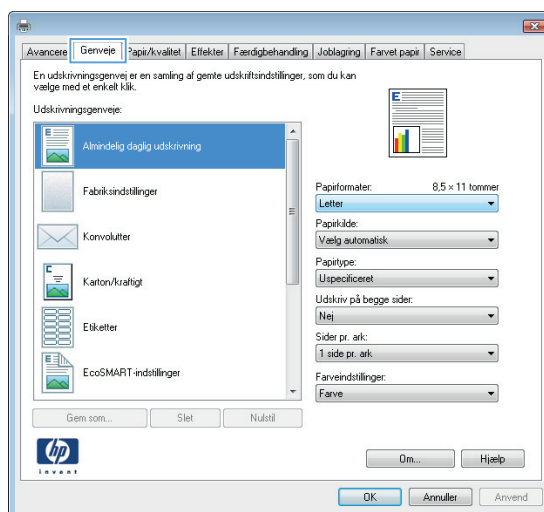 Avancere
Genveje
Papir/kvalitet
Effekter
Færdigbehandling
Joblagring
Farvet papir
Service
En udskrivningsgenvej er en samling af gemte udskriftsindstillinger, som du kan
vælge med et enkelt klik.
Udskrivningsgenveje:
E
Almindelig daglig udskrivning
Fabriksindstillinger
Konvolutter
C
Karton/kraftigt
Etiketter
E
EcoSMART-indstillinger
Gem som...
Slet
Nulstil
E
Papirformater:
8,5 × 11 tommer
Letter
Papirkilde:
Vælg automatisk
Papirtype:
Uspecificeret
Udskriv på begge sider:
Nej
Sider pr. ark:
1 side pr. ark
Farveindstillinger:
Farve
hp
invent
Om...
Hjælp
OK
Annuller
Anvend